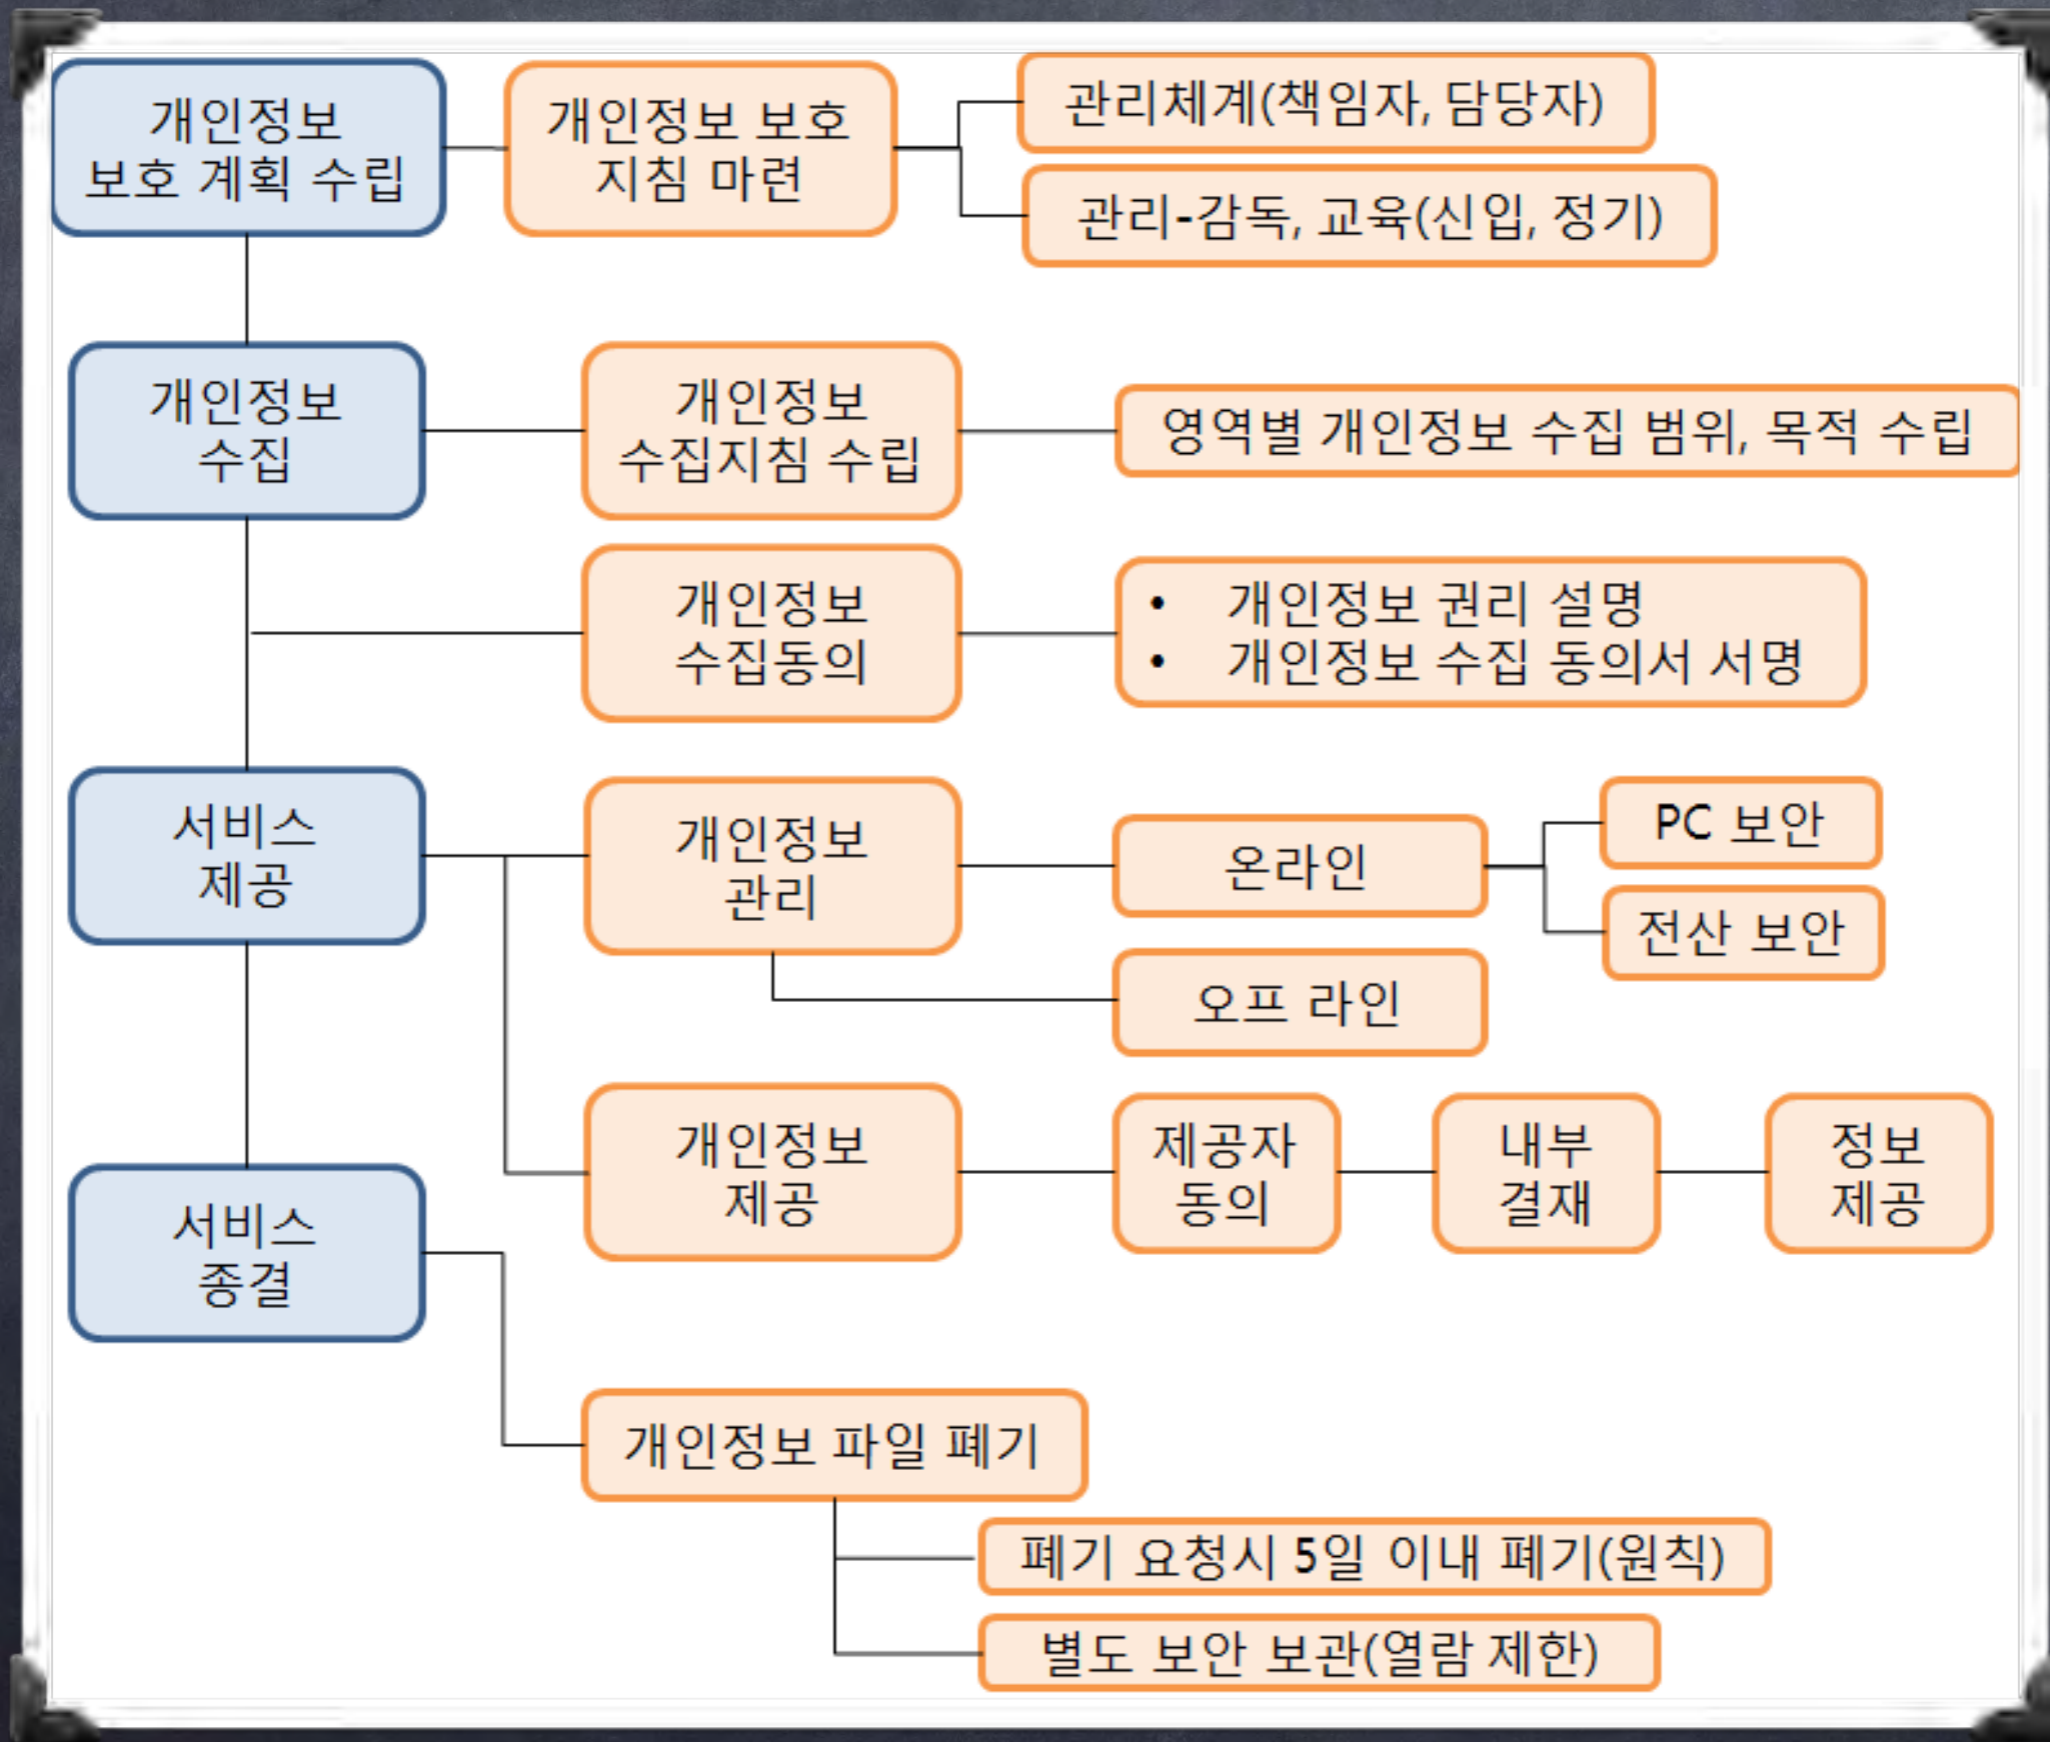 개인정보
보호 계획 수립
개인정보 보호
지침 마련
관리체계(책임자, 담당자)
관리-감독, 교육(신입, 정기)
개인정보
수집
개인정보
수집지침 수립
영역별 개인정보 수집 범위, 목적 수립
개인정보
수집동의
• 개인정보 권리 설명
• 개인정보 수집 동의서 서명
서비스
제공
개인정보
관리
온라인
PC 보안
전산 보안
오프 라인
개인정보
제공
제공자
동의
내부
결재
정보
제공
서비스
종결
개인정보 파일 폐기
폐기 요청시 5일 이내 폐기(원칙)
별도 보안 보관(열람 제한)